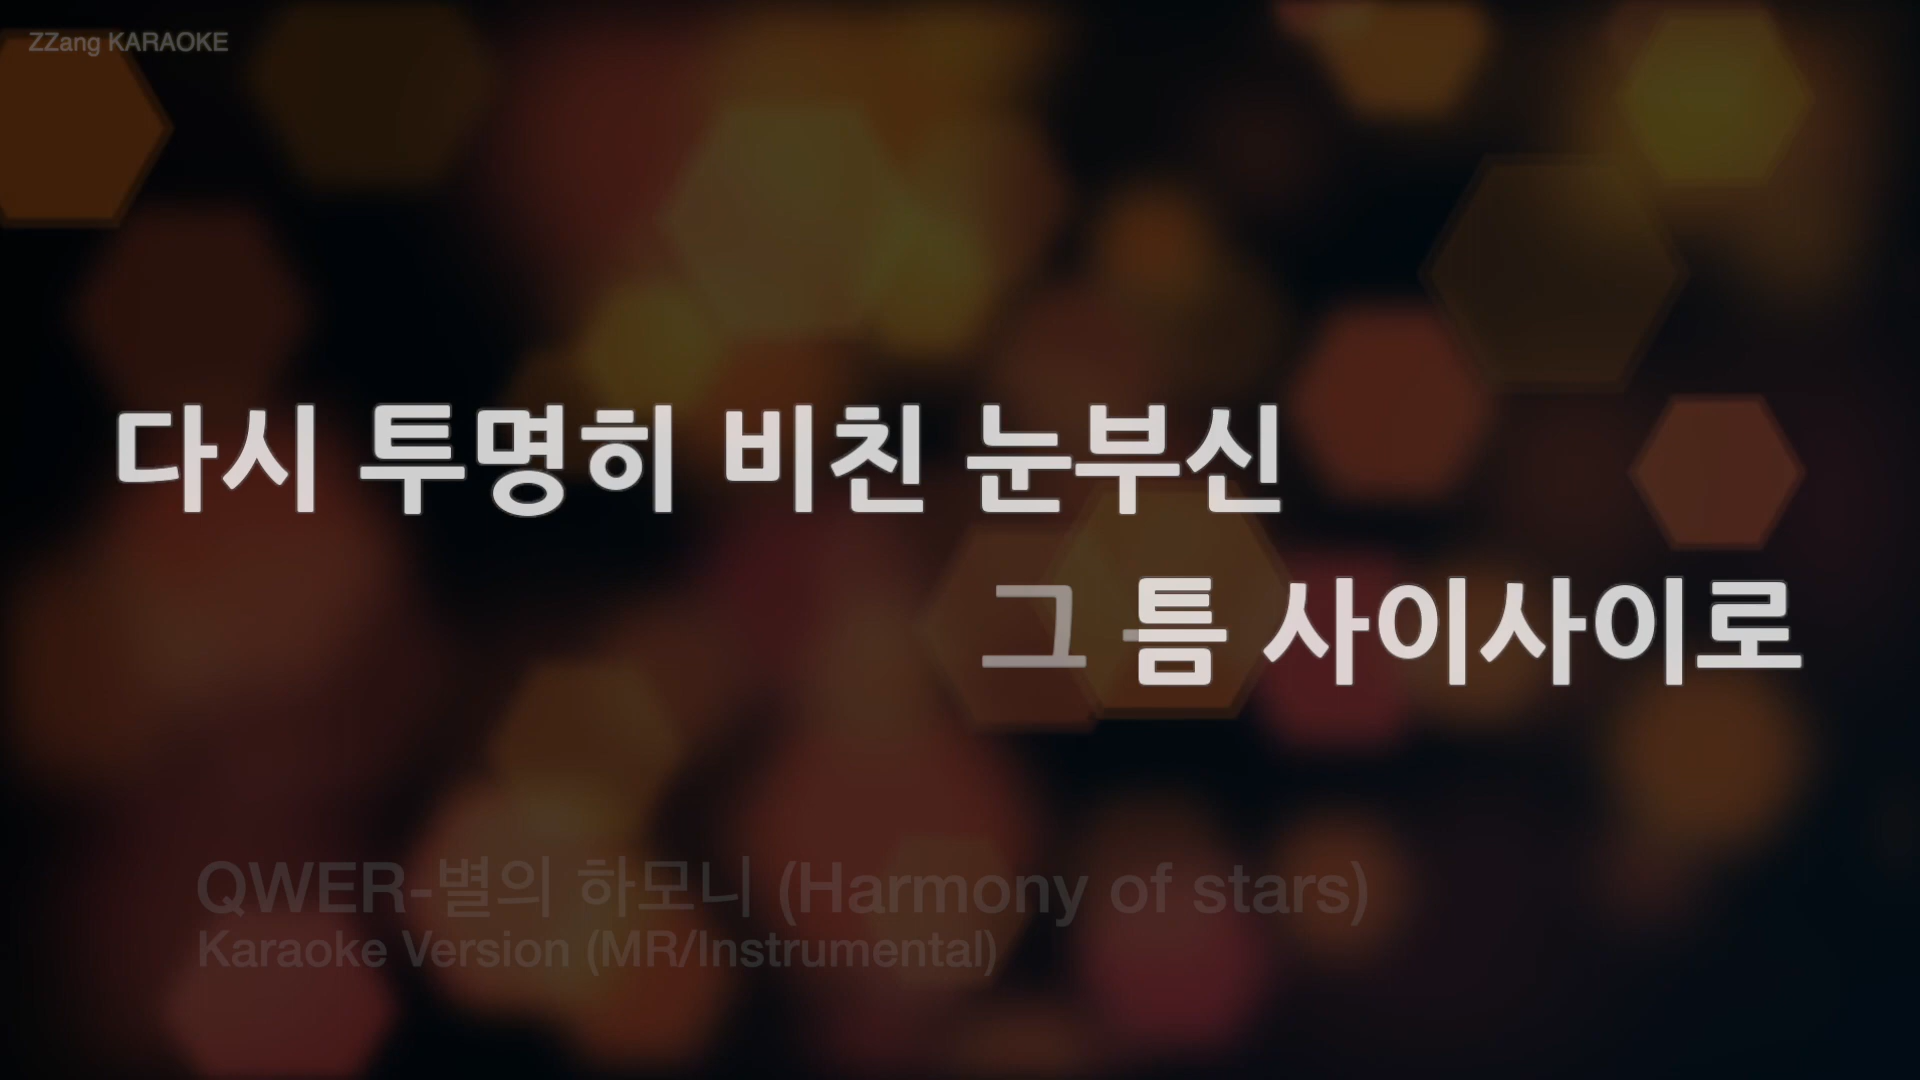 ZZang KARAOKE
다시 투명히 비친 눈부신
그 틈 사이사이로
QWER-별의 하모니 (Harmony of stars)
Karaoke Version (MR/Instrumental)